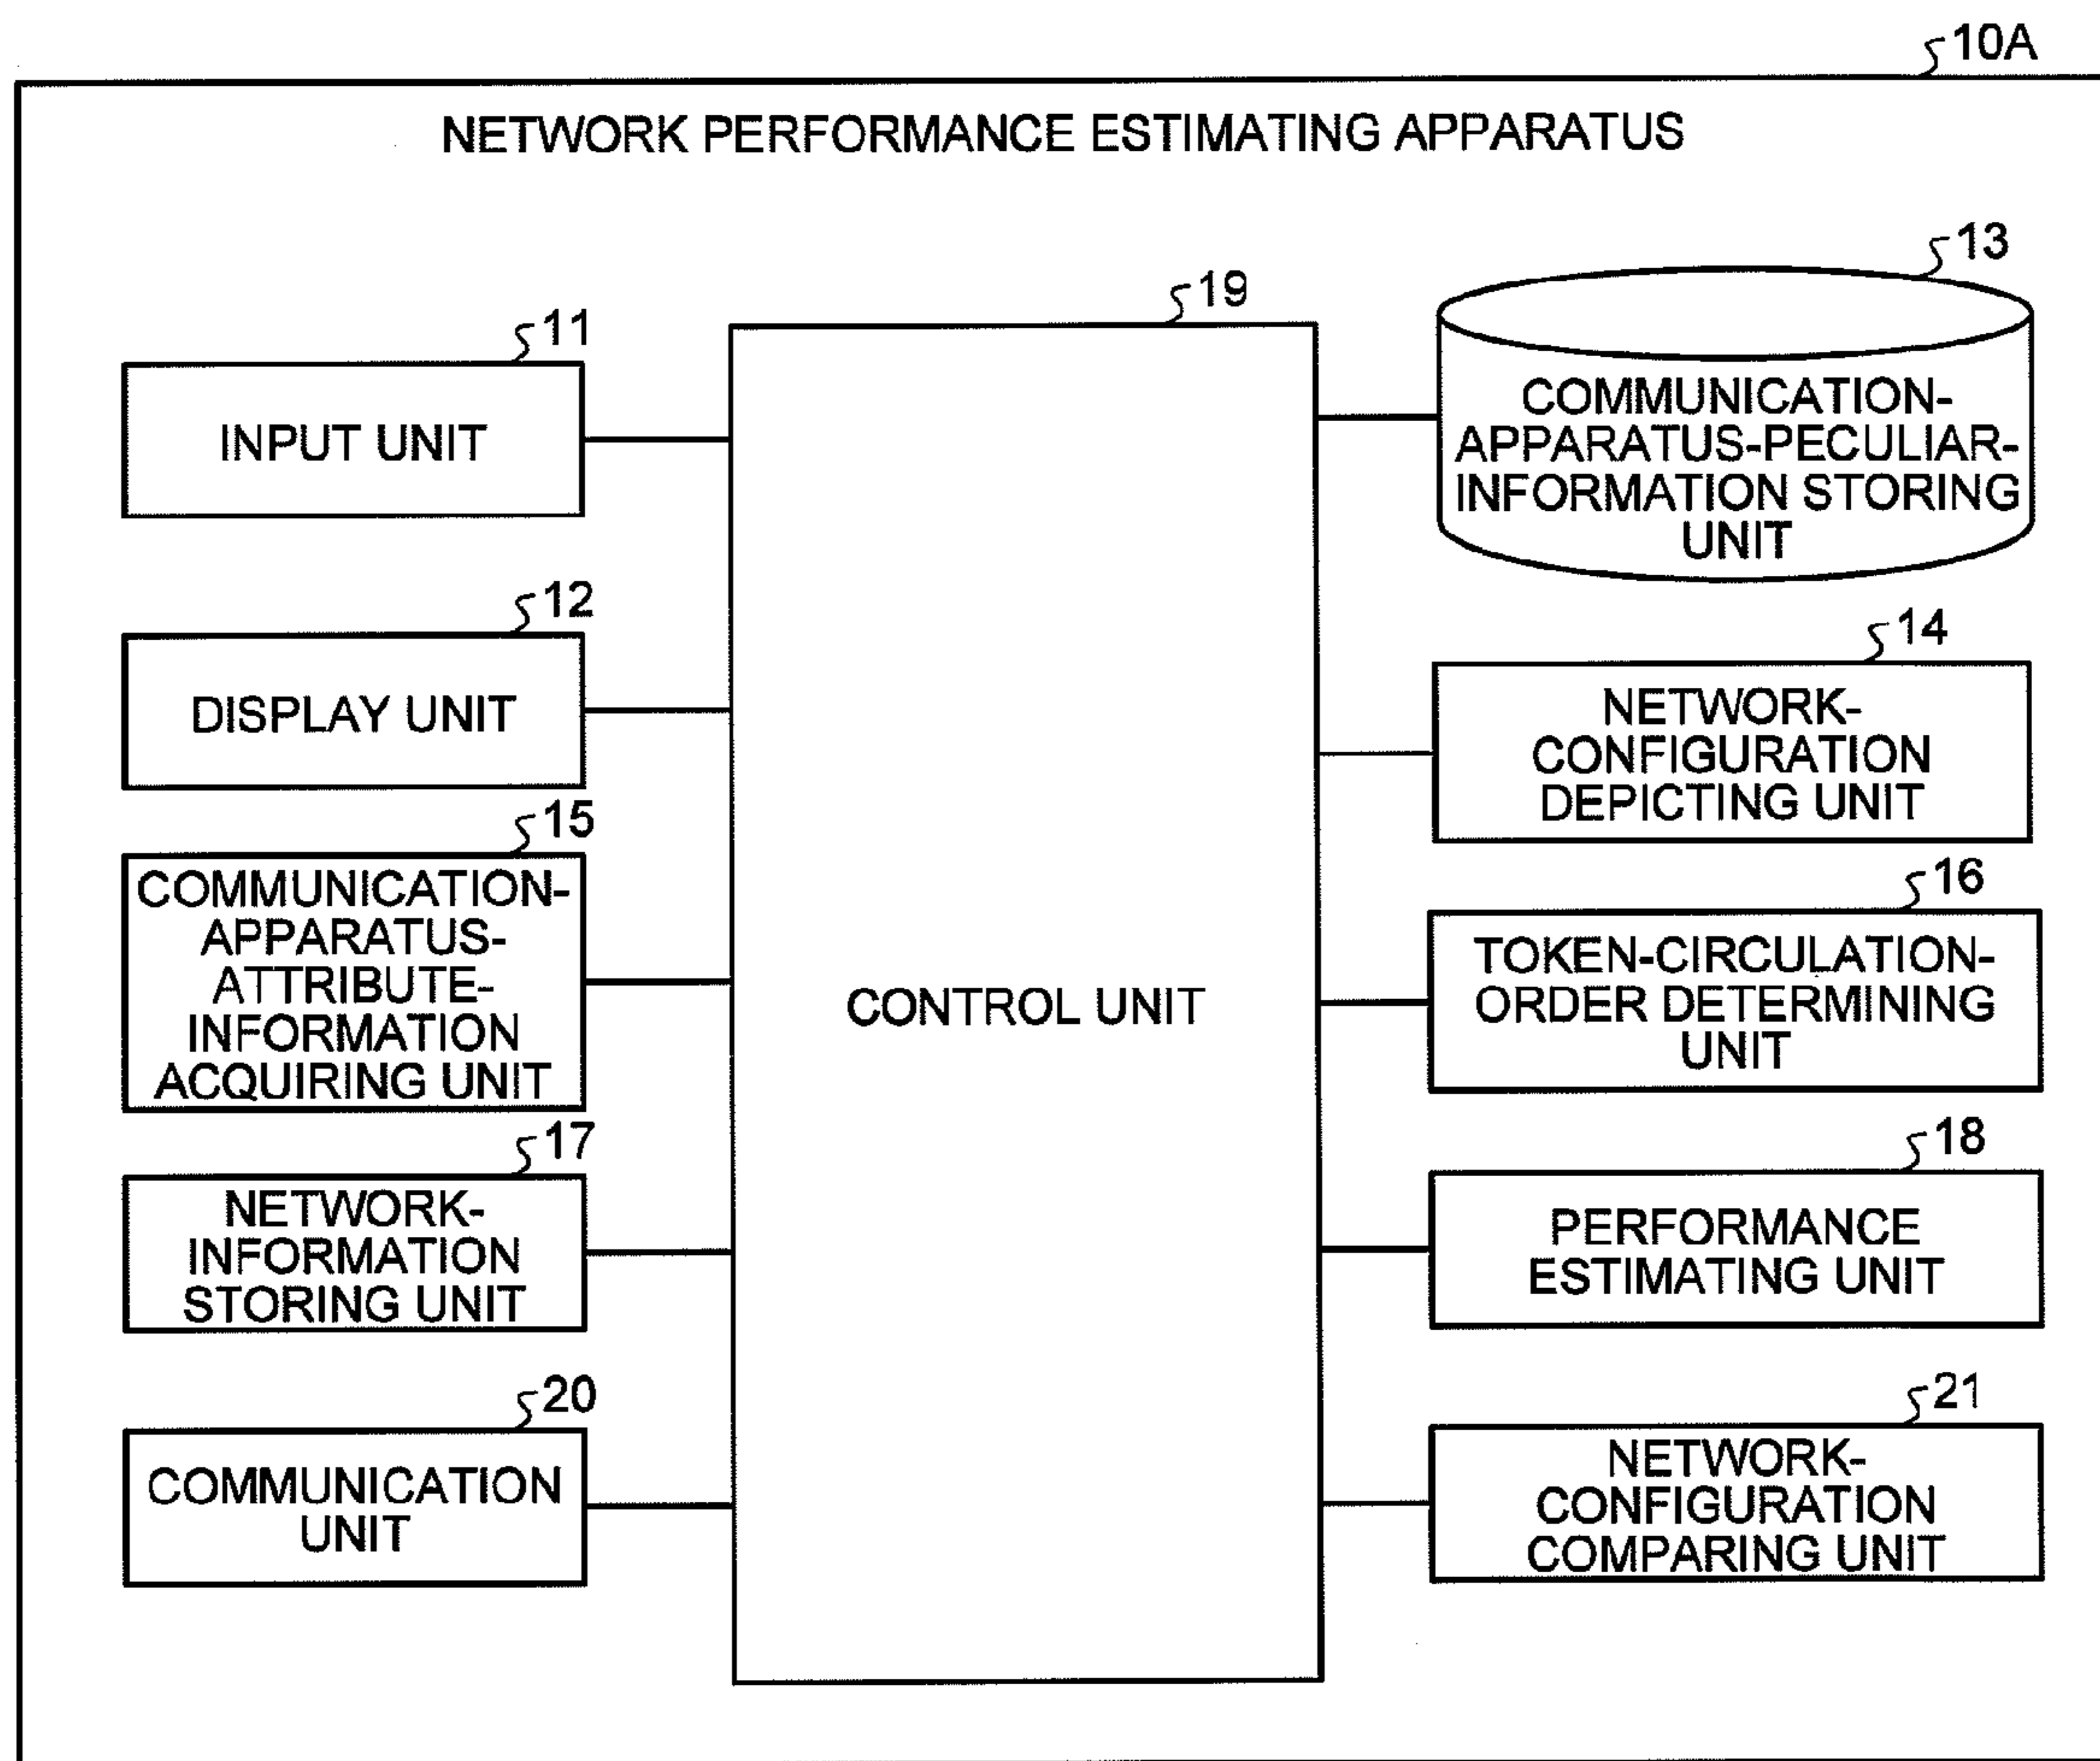 10A
NETWORK PERFORMANCE ESTIMATING APPARATUS
11
INPUT UNIT
12
DISPLAY UNIT
15
COMMUNICATION-
APPARATUS-
ATTRIBUTE-
INFORMATION
ACQUIRING UNIT
17
NETWORK-
INFORMATION
STORING UNIT
20
COMMUNICATION
UNIT
19
CONTROL UNIT
13
COMMUNICATION-
APPARATUS-PECULIAR-
INFORMATION STORING
UNIT
14
NETWORK-
CONFIGURATION
DEPICTING UNIT
16
TOKEN-CIRCULATION-
ORDER DETERMINING
UNIT
18
PERFORMANCE
ESTIMATING UNIT
21
NETWORK-
CONFIGURATION
COMPARING UNIT